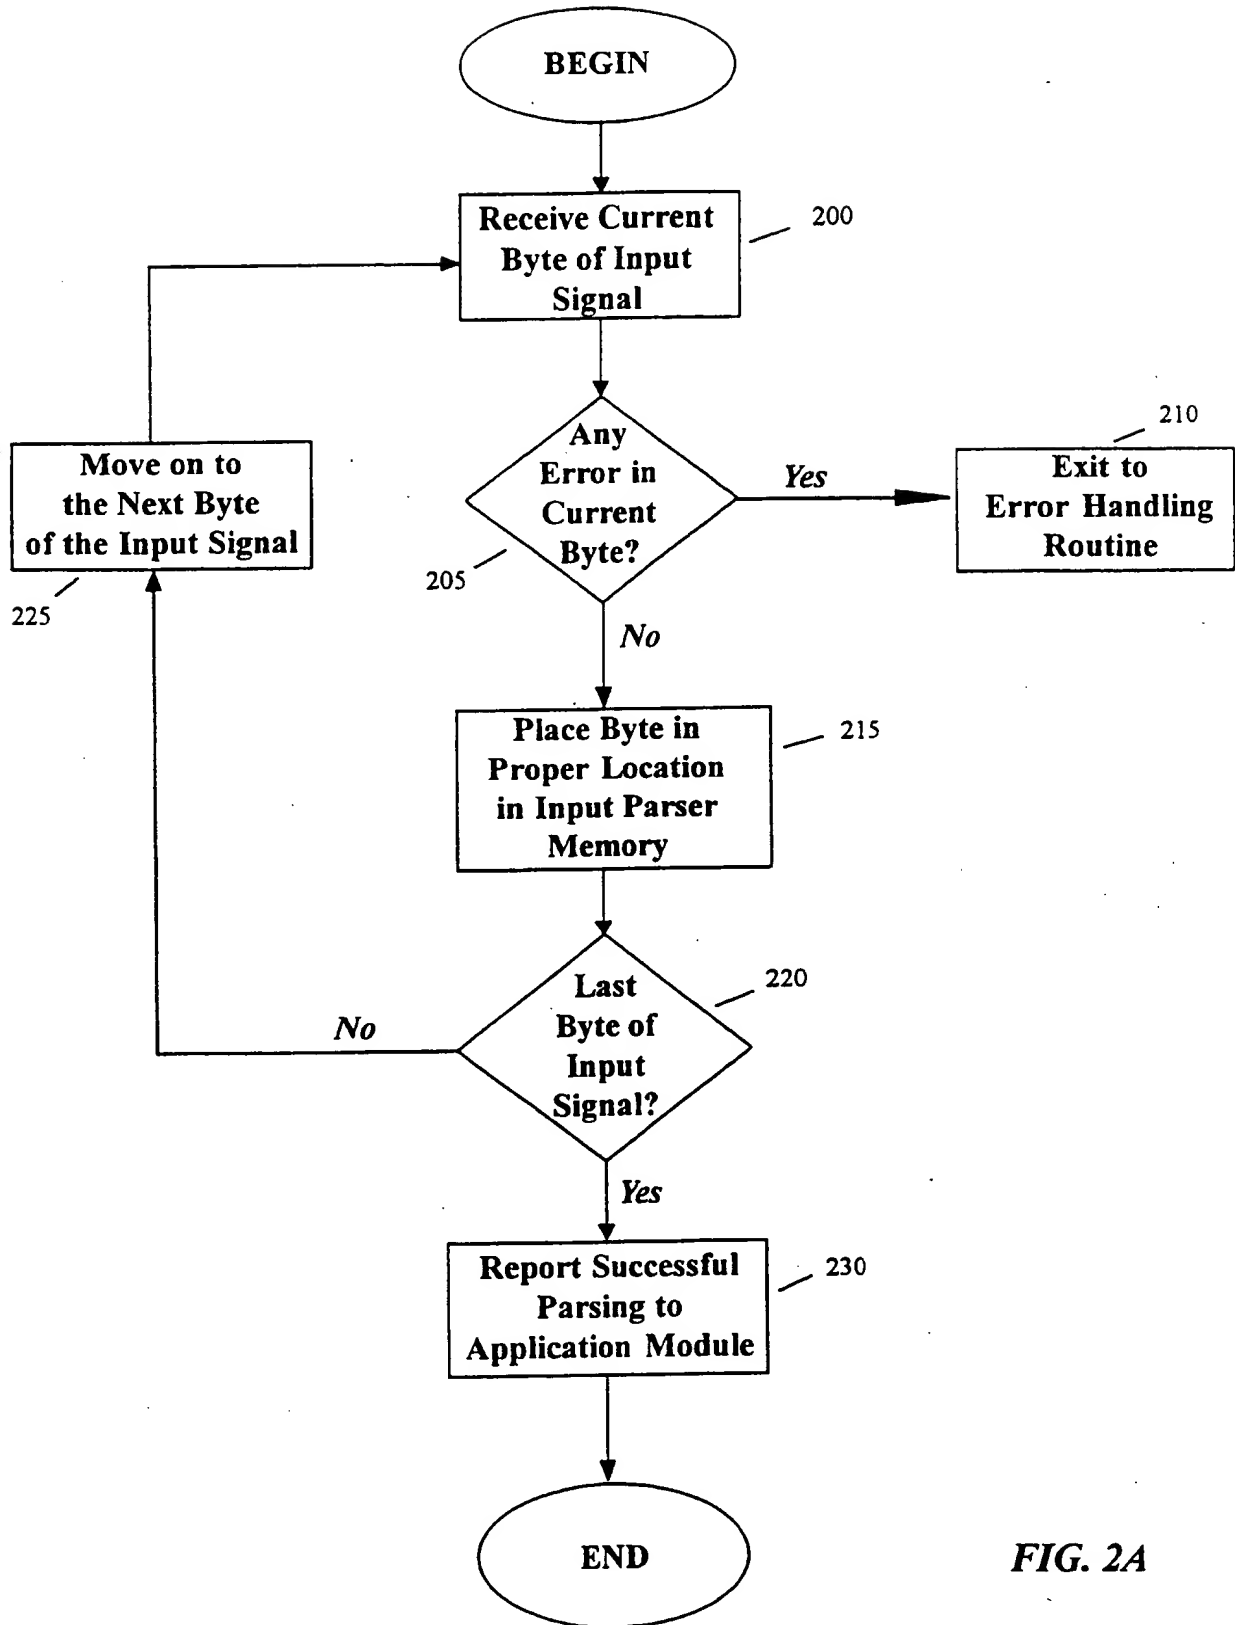 BEGIN
Receive Current
Byte of Input
Signal
200
Any
Error in
Current
Byte?
205
Yes
210
Exit to
Error Handling
Routine
Move on to
the Next Byte
of the Input Signal
225
No
Place Byte in
Proper Location
in Input Parser
Memory
215
Last
Byte of
Input
Signal?
220
No
Yes
Report Successful
Parsing to
Application Module
230
END
FIG. 2A